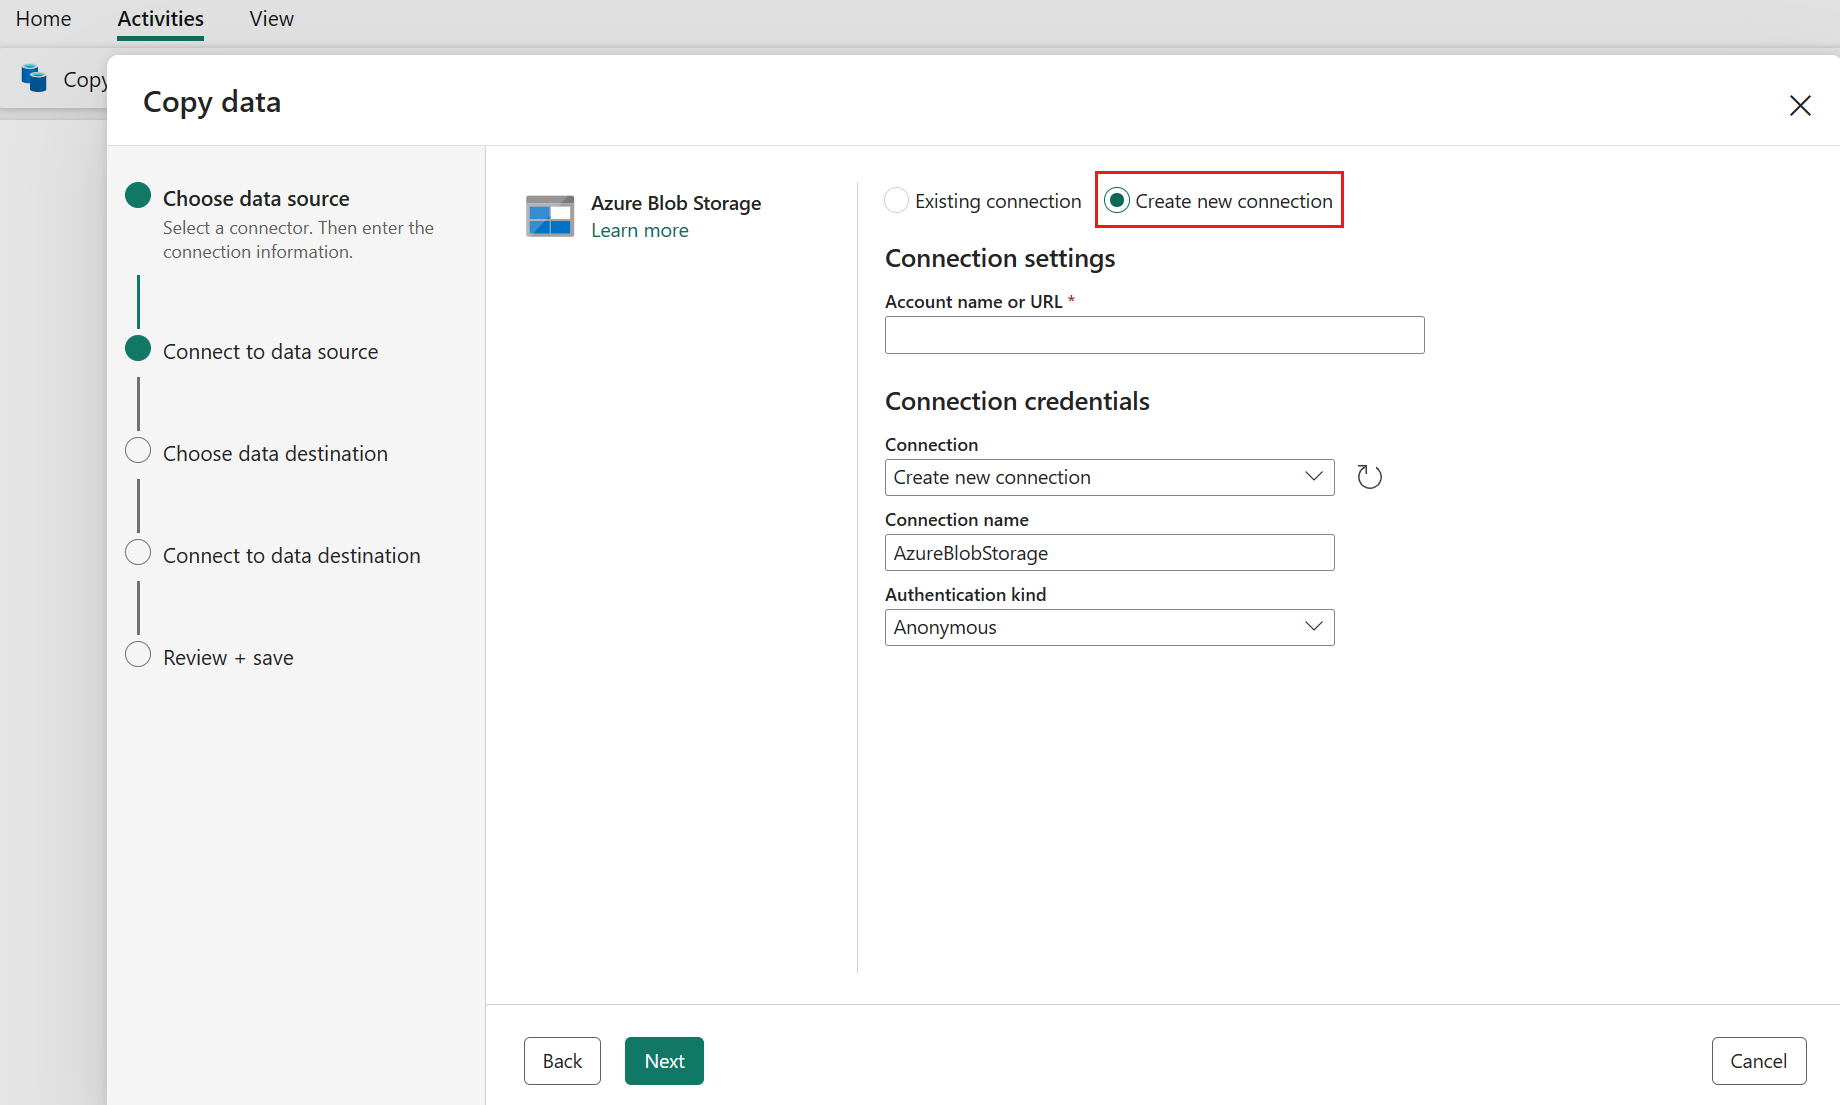 Home Activities View
Copy
Copy data
Choose data source
Select a connector. Then enter the
connection information.
Connect to data source
Choose data destination
Connect to data destination
Review + save
Azure Blob Storage
Learn more
Existing connection Create new connection
Connection settings
Account name or URL *
Connection credentials
Connection
Create new connection
Connection name
AzureBlobStorage
Authentication kind
Anonymous
Back Next Cancel